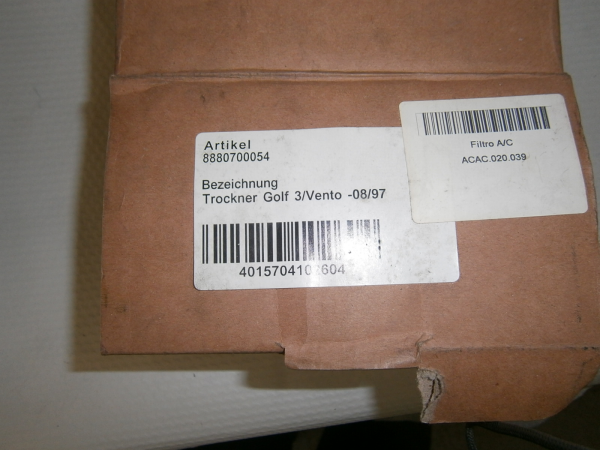 Artikel
8880700054
Bezeichnung
Trockner Golf 3/Vento -08/97
Filtro A/C
ACAC.020.039